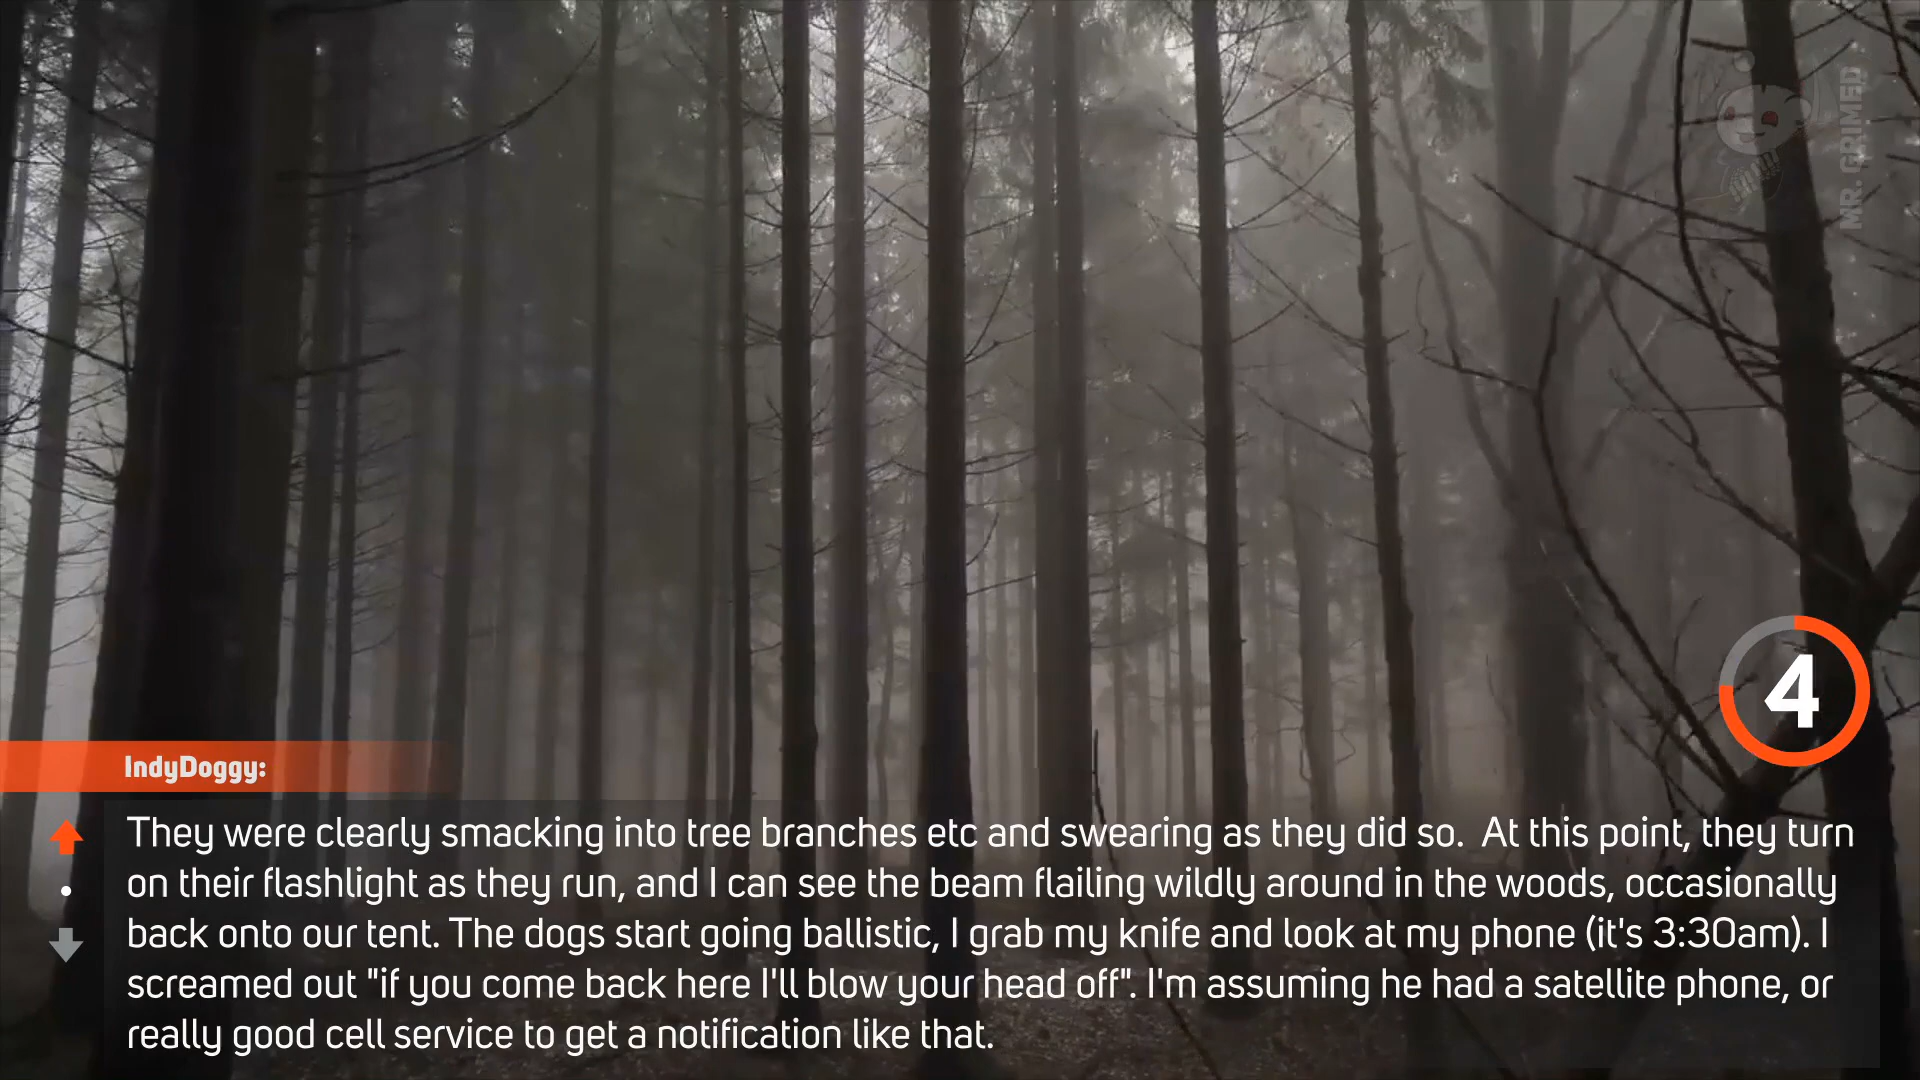 MR. GRIMED
4
IndyDoggy:
They were clearly smacking into tree branches etc and swearing as they did so.  At this point, they turn
on their flashlight as they run, and I can see the beam flailing wildly around in the woods, occasionally
back onto our tent. The dogs start going ballistic, I grab my knife and look at my phone (it's 3:30am). I
screamed out "if you come back here I'll blow your head off". I'm assuming he had a satellite phone, or
really good cell service to get a notification like that.